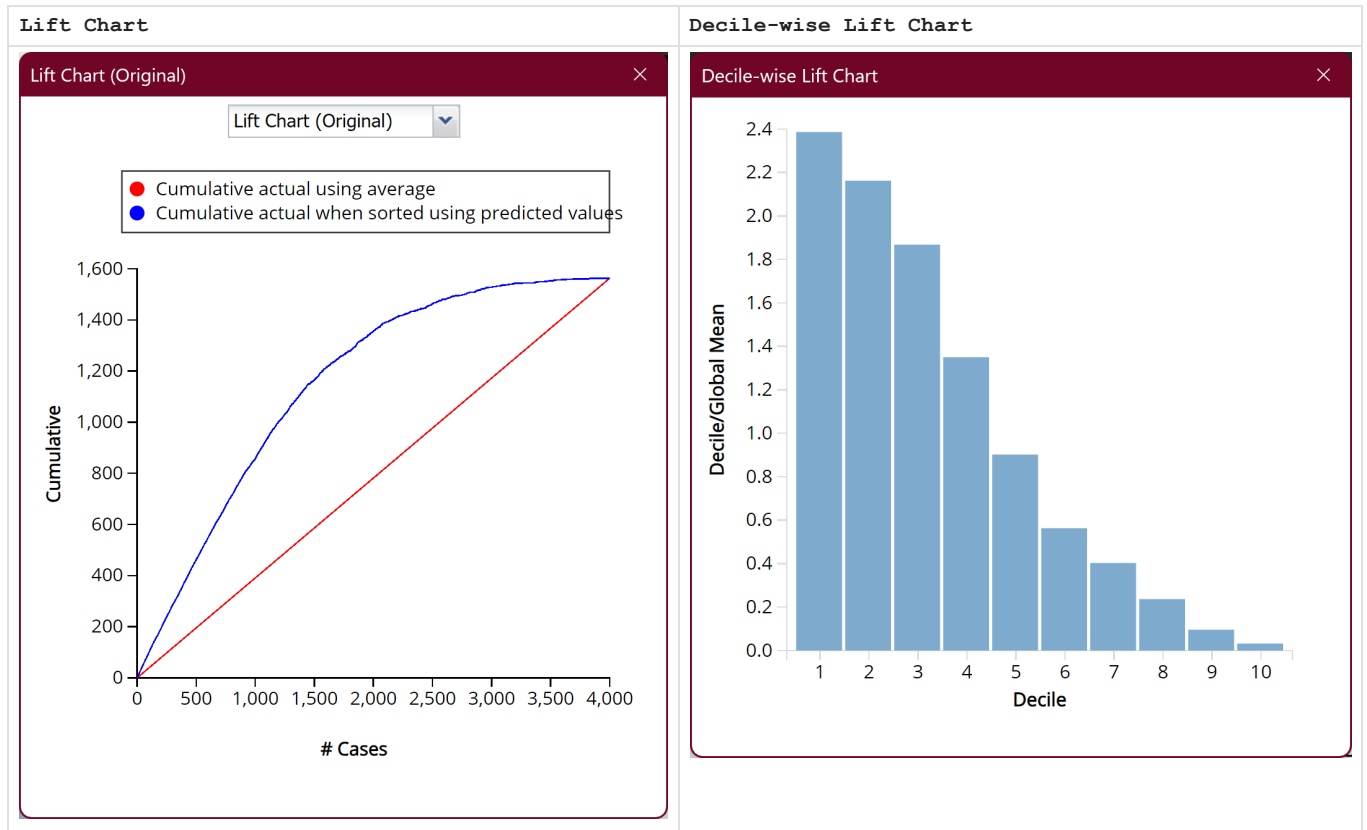 Lift Chart
Decile-wise Lift Chart
Lift Chart (Original)
Lift Chart (Original)
Cumulative actual using average
Cumulative actual when sorted using predicted values
1,600
1,400
1,200
1,000
800
600
400
200
0
Cumulative
0 500 1,000 1,500 2,000 2,500 3,000 3,500 4,000
# Cases
Decile-wise Lift Chart
2.4
2.2
2.0
1.8
1.6
1.4
1.2
1.0
0.8
0.6
0.4
0.2
0.0
Decile/Global Mean
1 2 3 4 5 6 7 8 9 10
Decile